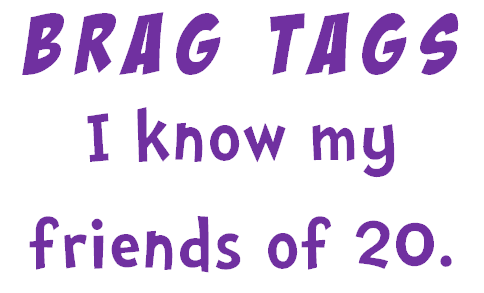 BRAG TAGS
I know my
friends of 20.